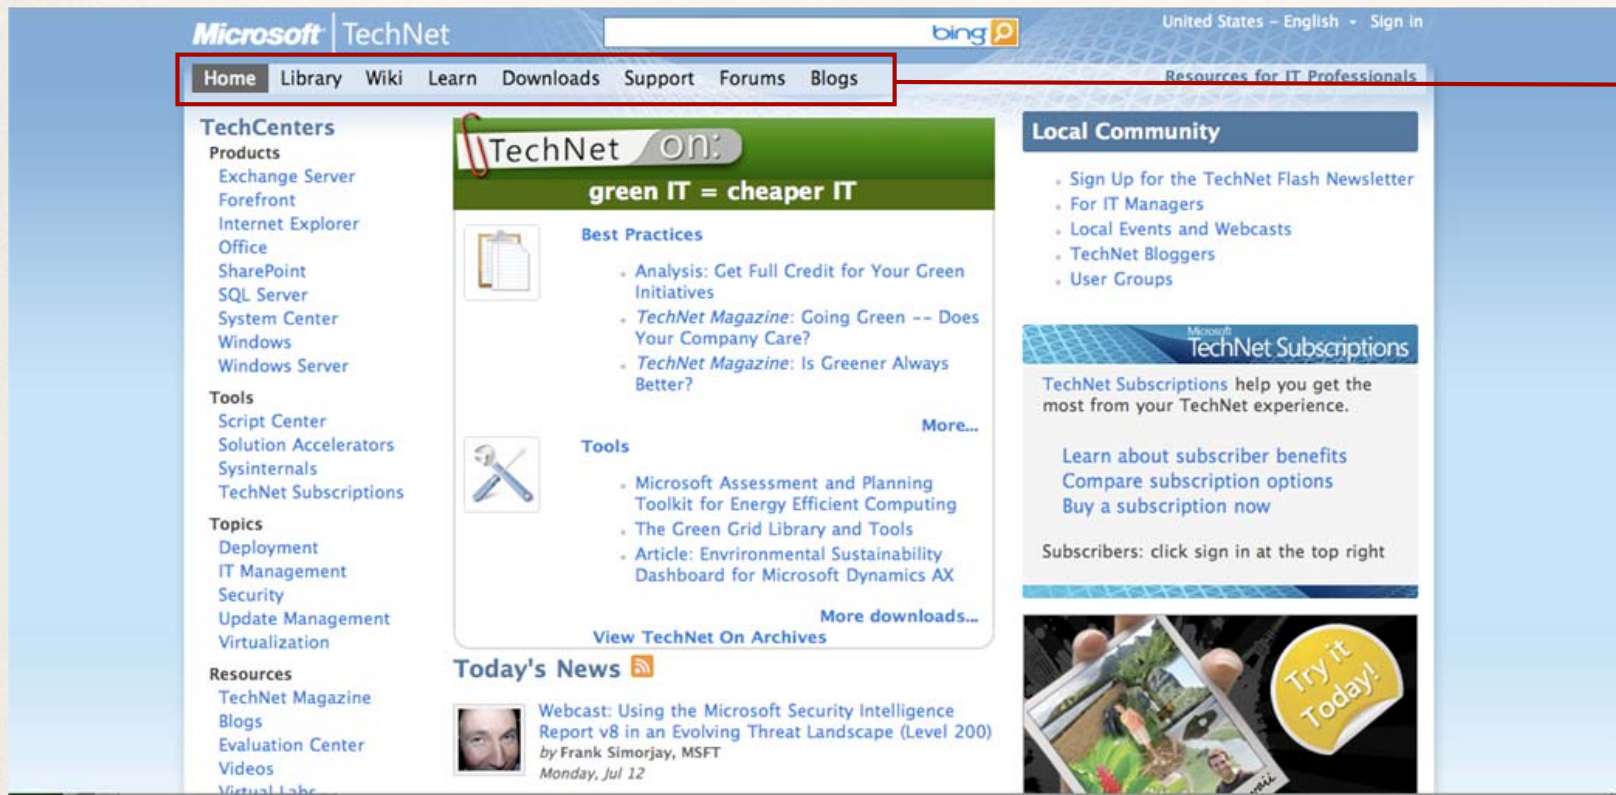 Microsoft TechNet
bing
United States – English - Sign in
Home Library Wiki Learn Downloads Support Forums Blogs
Resources for IT Professionals
TechCenters
Products
Exchange Server
Forefront
Internet Explorer
Office
SharePoint
SQL Server
System Center
Windows
Windows Server
Tools
Script Center
Solution Accelerators
Sysinternals
TechNet Subscriptions
Topics
Deployment
IT Management
Security
Update Management
Virtualization
Resources
TechNet Magazine
Blogs
Evaluation Center
Videos
Virtual Labs
TechNet on:
green IT = cheaper IT
Best Practices
Analysis: Get Full Credit for Your Green
Initiatives
TechNet Magazine: Going Green -- Does
Your Company Care?
TechNet Magazine: Is Greener Always
Better?
More...
Tools
Microsoft Assessment and Planning
Toolkit for Energy Efficient Computing
The Green Grid Library and Tools
Article: Envrironmental Sustainability
Dashboard for Microsoft Dynamics AX
More downloads...
View TechNet On Archives
Today's News
Webcast: Using the Microsoft Security Intelligence
Report v8 in an Evolving Threat Landscape (Level 200)
by Frank Simorjay, MSFT
Monday, Jul 12
Local Community
Sign Up for the TechNet Flash Newsletter
For IT Managers
Local Events and Webcasts
TechNet Bloggers
User Groups
Microsoft
TechNet Subscriptions
TechNet Subscriptions help you get the
most from your TechNet experience.
Learn about subscriber benefits
Compare subscription options
Buy a subscription now
Subscribers: click sign in at the top right
Try it
Today!